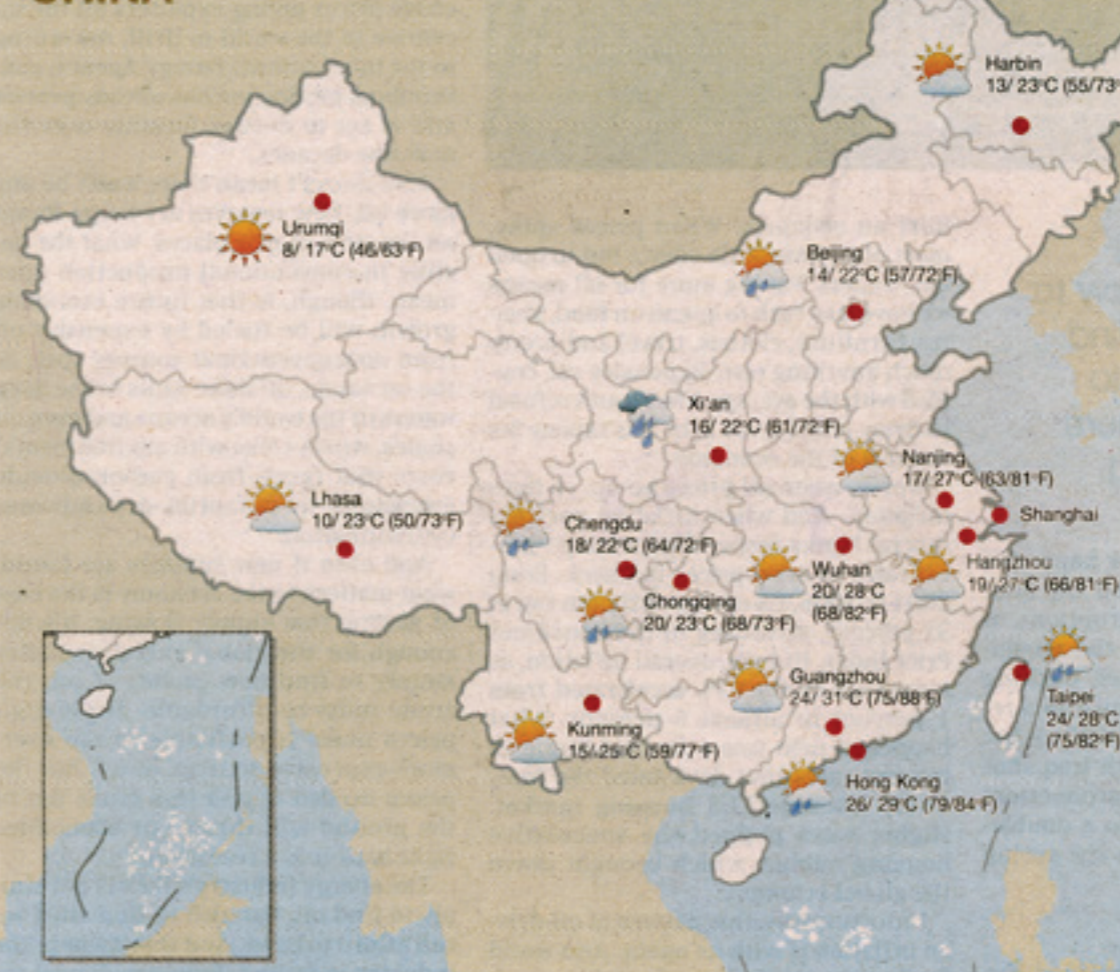 CHINA
Harbin
13/ 23°C (55/73°
Urumqi
8/ 17°C (46/63°F)
Beijing
14/ 22°C (57/72°F)
Xi'an
16/ 22°C (61/72°F)
Nanjing
17/ 27°C (63/81°F)
Shanghai
Lhasa
10/ 23°C (50/73°F)
Chengdu
18/ 22°C (64/72°F)
Hangzhou
19/ 27°C (66/81°F)
Wuhan
20/ 28°C
(68/82°F)
Chongqing
20/ 23°C (68/73°F)
Guangzhou
24/ 31°C (75/88°F)
Taipei
24/ 28°C
(75/82°F)
Kunming
15/ 25°C (59/77°F)
Hong Kong
26/ 29°C (79/84°F)